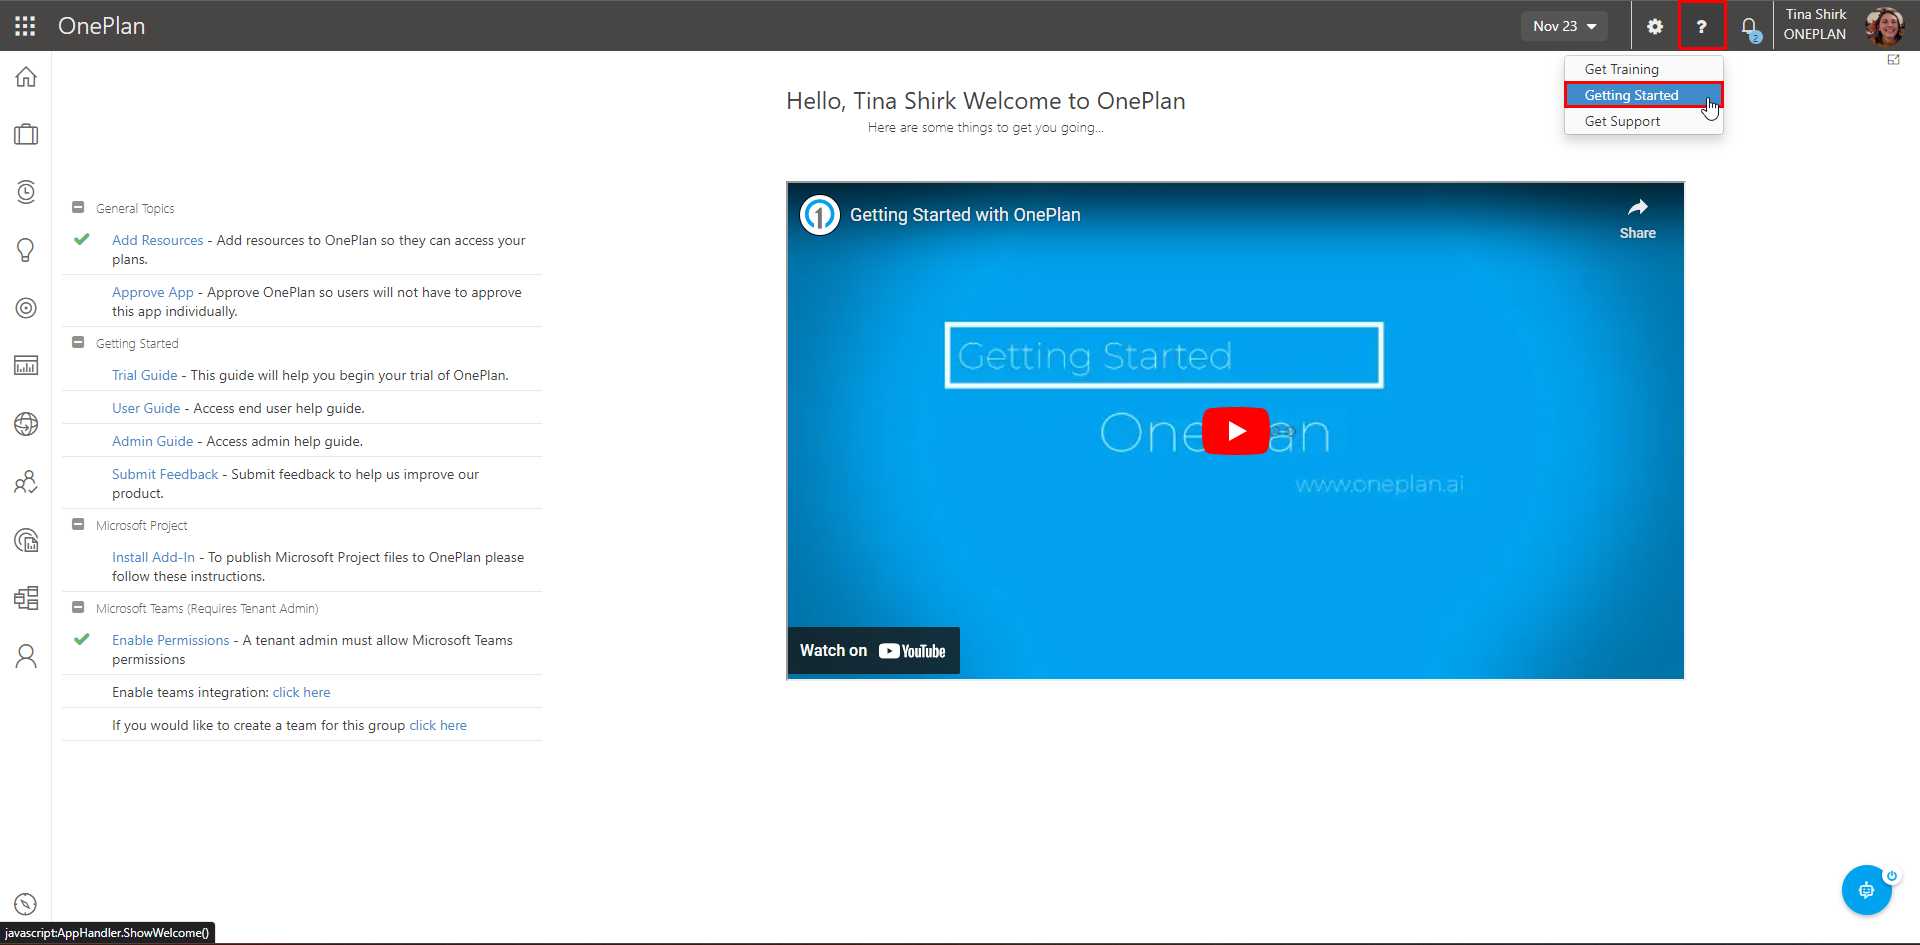 OnePlan
Nov 23
?
2
Tina Shirk
ONEPLAN
Get Training
Getting Started
Get Support
Hello, Tina Shirk Welcome to OnePlan
Here are some things to get you going...
General Topics
Add Resources - Add resources to OnePlan so they can access your
plans.
Approve App - Approve OnePlan so users will not have to approve
this app individually.
Getting Started
Trial Guide - This guide will help you begin your trial of OnePlan.
User Guide - Access end user help guide.
Admin Guide - Access admin help guide.
Submit Feedback - Submit feedback to help us improve our
product.
Microsoft Project
Install Add-In - To publish Microsoft Project files to OnePlan please
follow these instructions.
Microsoft Teams (Requires Tenant Admin)
Enable Permissions - A tenant admin must allow Microsoft Teams
permissions
Enable teams integration: click here
If you would like to create a team for this group click here
1
Getting Started with OnePlan
Share
Getting Started
One an
www.oneplan.ai
Watch on YouTube
javascript:AppHandler.ShowWelcome()